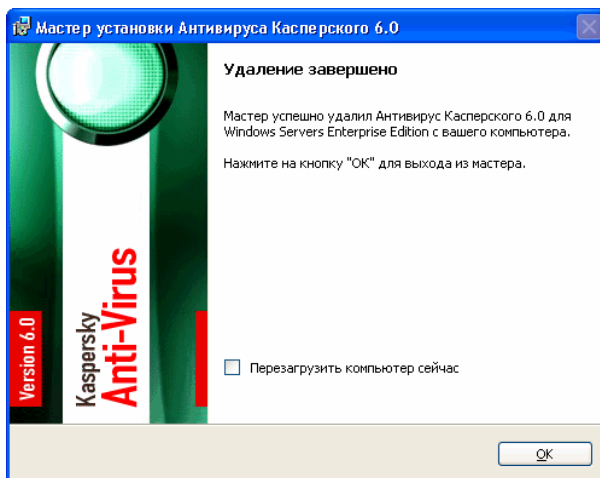 Мастер установки Антивируса Касперского 6.0
Удаление завершено
Мастер успешно удалил Антивирус Касперского 6.0 для
Windows Servers Enterprise Edition с вашего компьютера.
Нажмите на кнопку "ОК" для выхода из мастера.
Version 6.0
Kaspersky
Anti-Virus
Перезагрузить компьютер сейчас
OK